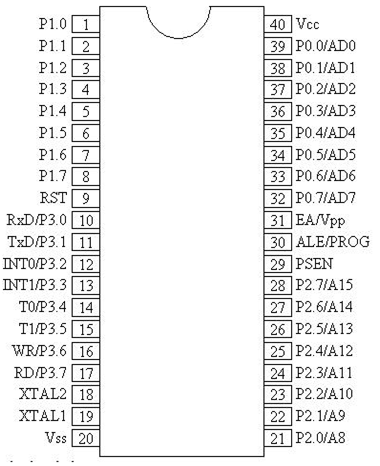 P1.0 1 40 Vcc
P1.1 2 39 P0.0/AD0
P1.2 3 38 P0.1/AD1
P1.3 4 37 P0.2/AD2
P1.4 5 36 P0.3/AD3
P1.5 6 35 P0.4/AD4
P1.6 7 34 P0.5/AD5
P1.7 8 33 P0.6/AD6
RST 9 32 P0.7/AD7
RxD/P3.0 10 31 EA/Vpp
TxD/P3.1 11 30 ALE/PROG
INT0/P3.2 12 29 PSEN
INT1/P3.3 13 28 P2.7/A15
T0/P3.4 14 27 P2.6/A14
T1/P3.5 15 26 P2.5/A13
WR/P3.6 16 25 P2.4/A12
RD/P3.7 17 24 P2.3/A11
XTAL2 18 23 P2.2/A10
XTAL1 19 22 P2.1/A9
Vss 20 21 P2.0/A8